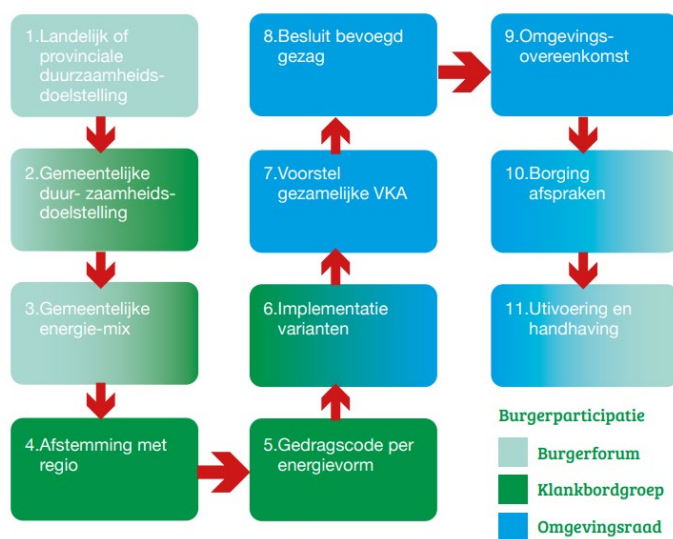 1.Landelijk of
provinciale
duurzaamheids-
doelstelling
2.Gemeentelijke
duur- zaamheids-
doelstelling
3.Gemeentelijke
energie-mix
4.Afstemming met
regio
5.Gedragscode per
energievorm
6.Implementatie
varianten
7.Voorstel
gezamelijke VKA
8.Besluit bevoegd
gezag
9.Omgevings-
overeenkomst
10.Borging
afspraken
11.Utivoering en
handhaving
Burgerparticipatie
Burgerforum
Klankbordgroep
Omgevingsraad